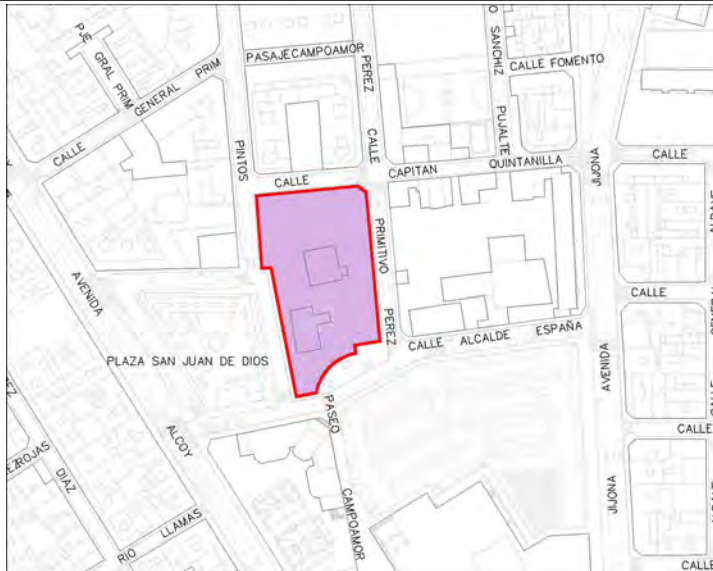 PJE
GRAL PRIM
CALLE GENERAL PRIM
PASAJE CAMPOAMOR
PEREZ
SANCHIZ
PUJALTE
CALLE FOMENTO
PINTOS
CALLE
CALLE
CAPITAN QUINTANILLA
JIJONA
CALLE
PRIMITIVO
PEREZ
AVENIDA
CALLE
PLAZA SAN JUAN DE DIOS
CALLE ALCALDE ESPAÑA
AVENIDA
PASEO
CAMPOAMOR
ALCOY
CALLE
ROJAS
DIAZ
JIJONA
RIO LLAMAS
CALLE